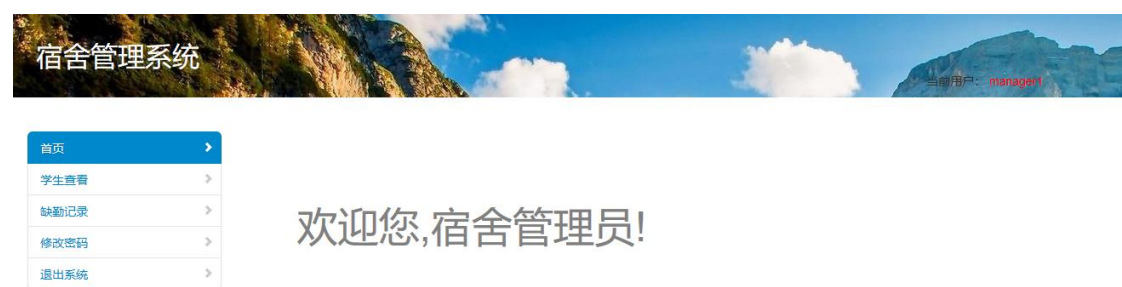 宿舍管理系统
当前用户： manager1
首页
学生查看
缺勤记录
修改密码
退出系统
欢迎您,宿舍管理员!